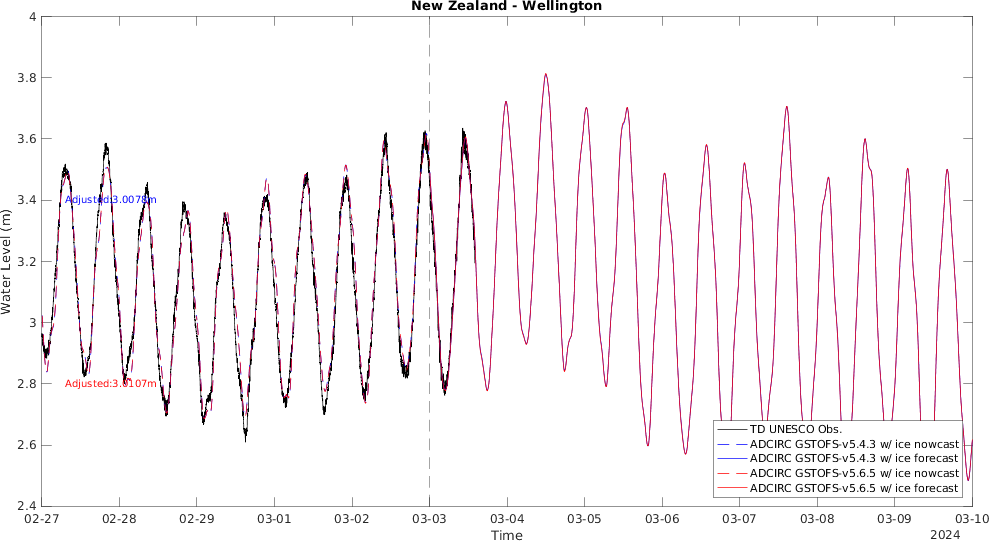 New Zealand - Wellington
4
3.8
3.6
3.4
3.2
3
2.8
2.6
2.4
Water Level (m)
Adjusted:3.0078m
Adjusted:3.0107m
TD UNESCO Obs.
ADCIRC GSTOFS-v5.4.3 w/ ice nowcast
ADCIRC GSTOFS-v5.4.3 w/ ice forecast
ADCIRC GSTOFS-v5.6.5 w/ ice nowcast
ADCIRC GSTOFS-v5.6.5 w/ ice forecast
02-27 02-28 02-29 03-01 03-02 03-03 03-04 03-05 03-06 03-07 03-08 03-09 03-10
Time
2024